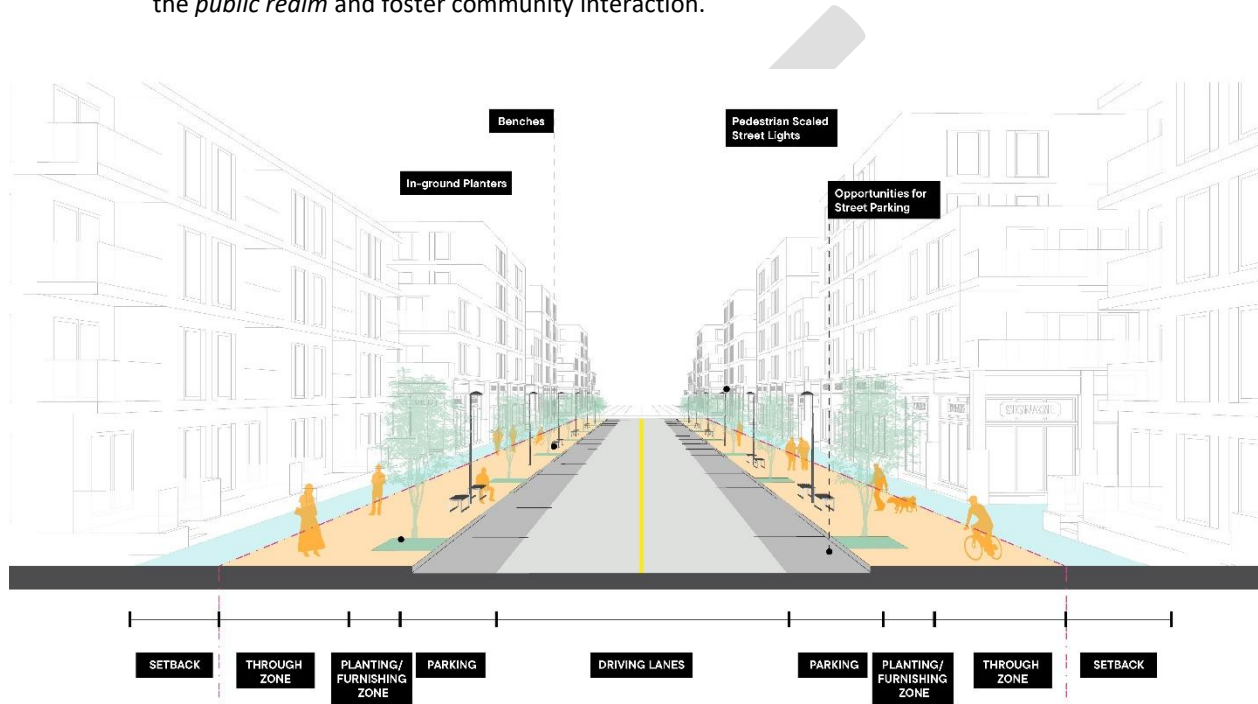 the public realm and foster community interaction.
Benches
Pedestrian Scaled
Street Lights
In-ground Planters
Opportunities for
Street Parking
SETBACK
THROUGH
ZONE
PLANTING/
FURNISHING
ZONE
PARKING
DRIVING LANES
PARKING
PLANTING/
FURNISHING
ZONE
THROUGH
ZONE
SETBACK